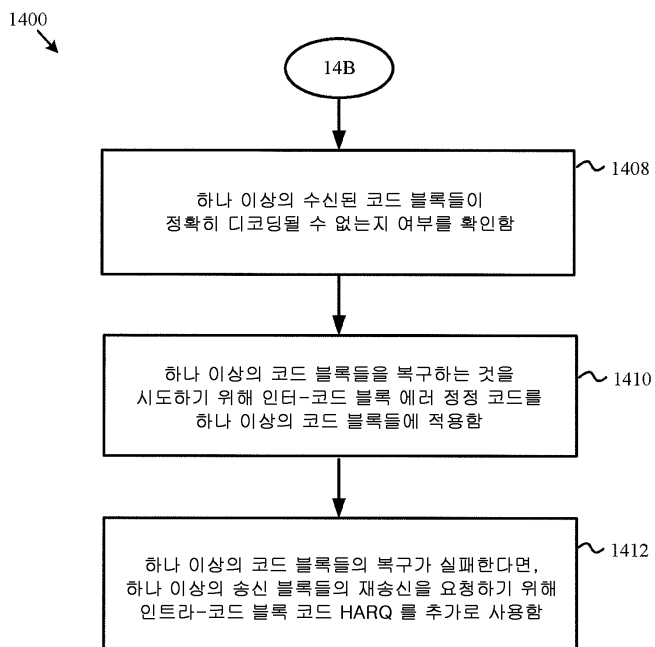 1400
14B
1408
하나 이상의 수신된 코드 블록들이
정확히 디코딩될 수 없는지 여부를 확인함
하나 이상의 코드 블록들을 복구하는 것을
시도하기 위해 인터-코드 블록 에러 정정 코드를
하나 이상의 코드 블록들에 적용함
1410
하나 이상의 코드 블록들의 복구가 실패한다면,
하나 이상의 송신 블록들의 재송신을 요청하기 위해
인트라-코드 블록 코드 HARQ 를 추가로 사용함
1412